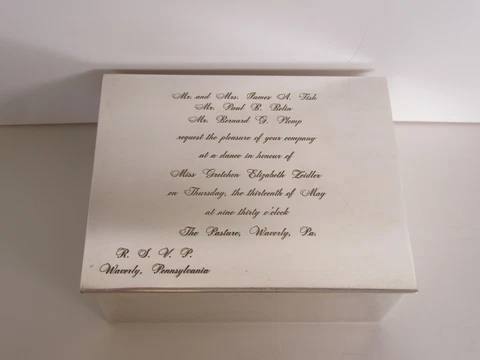 Mr. and Mrs. James A. Fish
Mr. Paul B. Belin
Mr. Bernard G. Plomp
request the pleasure of your company
at a dance in honour of
Miss Gretchen Elizabeth Zeidler
on Thursday, the thirteenth of May
at nine thirty o'clock
The Pasture, Waverly, Pa.
R. S. V. P.
Waverly, Pennsylvania